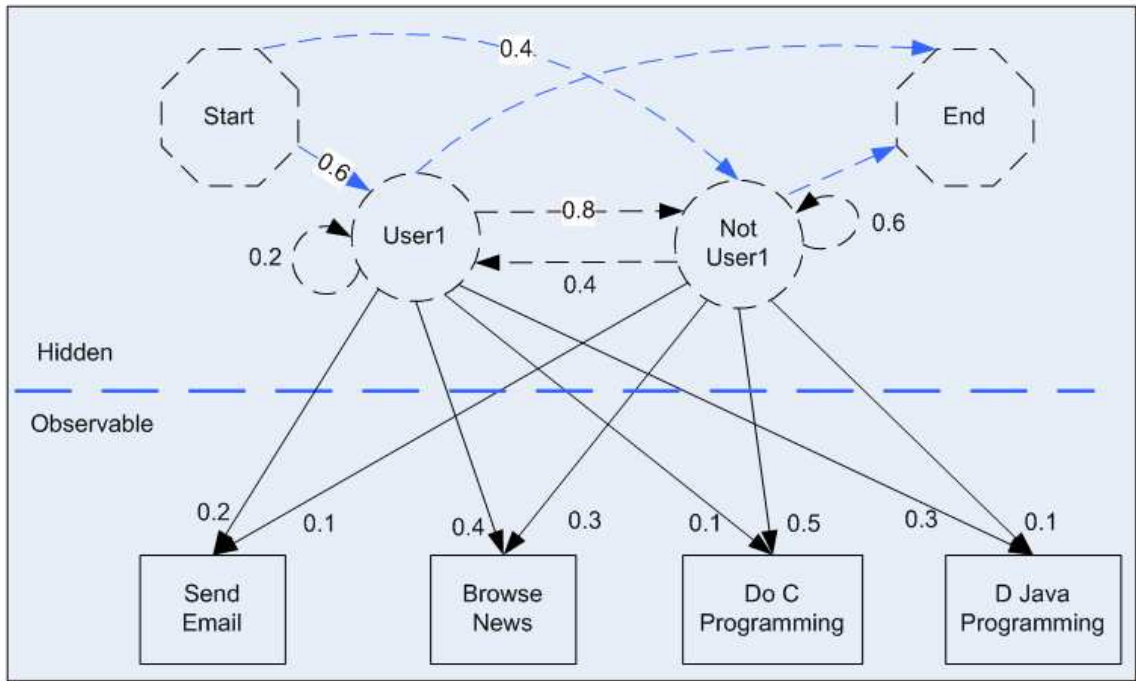 0.4
Start
End
0.6
User1
0.8
Not
User1
0.2
0.6
0.4
Hidden
Observable
0.2
0.1
0.4
0.3
0.1
0.5
0.3
0.1
Send
Email
Browse
News
Do C
Programming
D Java
Programming